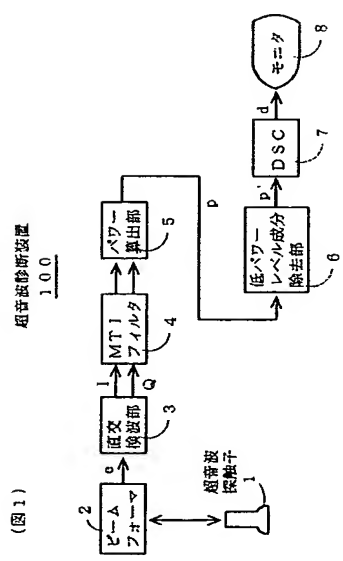 (図1)
超音波診断装置
100
超音波
探触子
1
2
ビーム
フォーマ
e
直交
検波部
3
I
Q
MTI
フィルタ
4
パワー
算出部
5
p
低パワー
レベル成分
除去部
6
p'
DSC
7
d
モニタ
8